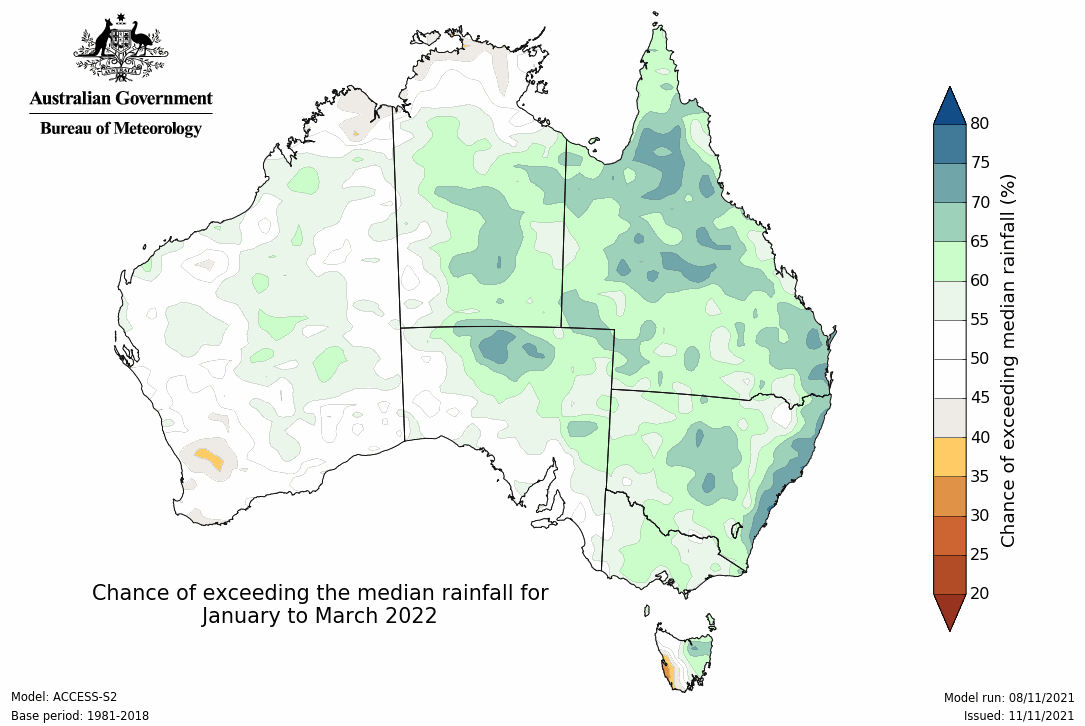 Australian Government
Bureau of Meteorology
80
75
70
65
60
55
50
45
40
35
30
25
20
Chance of exceeding median rainfall (%)
Chance of exceeding the median rainfall for
January to March 2022
Model: ACCESS-S2
Base period: 1981-2018
Model run: 08/11/2021
Issued: 11/11/2021